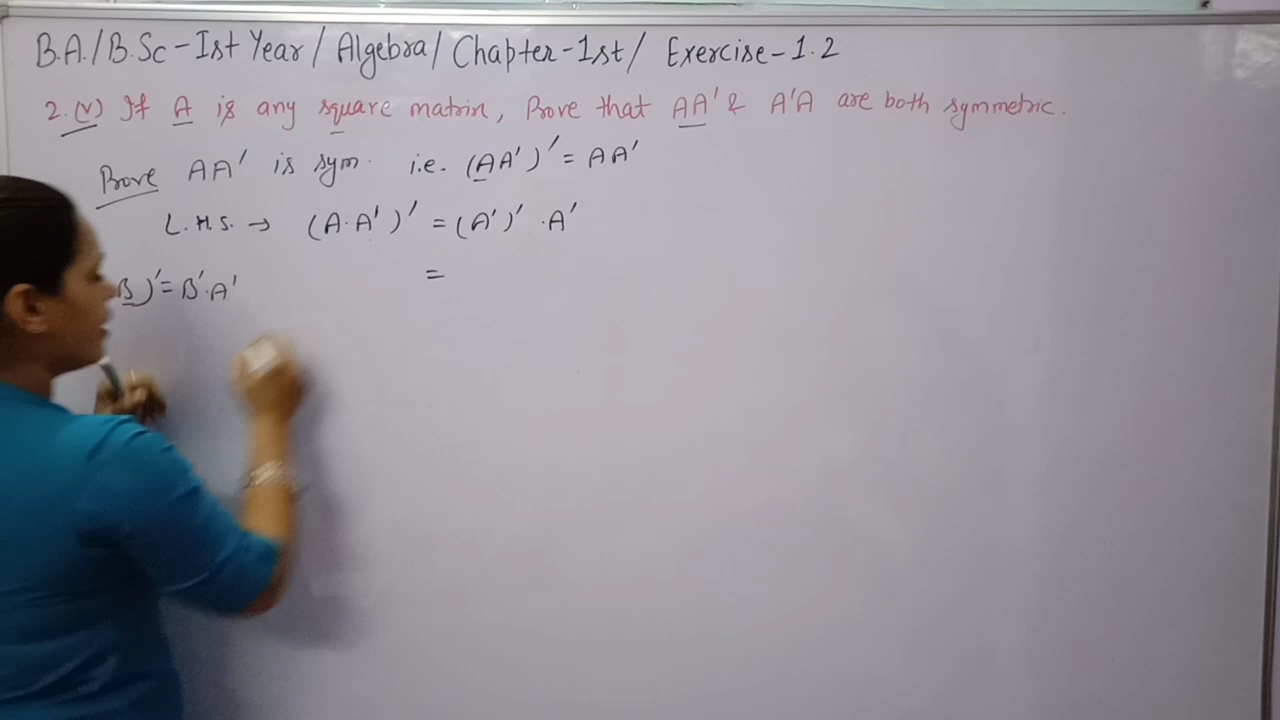 B.A./B.Sc-Ist Year/Algebra/Chapter-1st/ Exercise-1.2
2.(v) If A is any square matrix, Prove that AA' & A'A are both symmetric.
Prove AA' is sym. i.e. (AA')' = AA'
L.H.S. → (A.A')' = (A')' .A'
B)'= B'.A' =